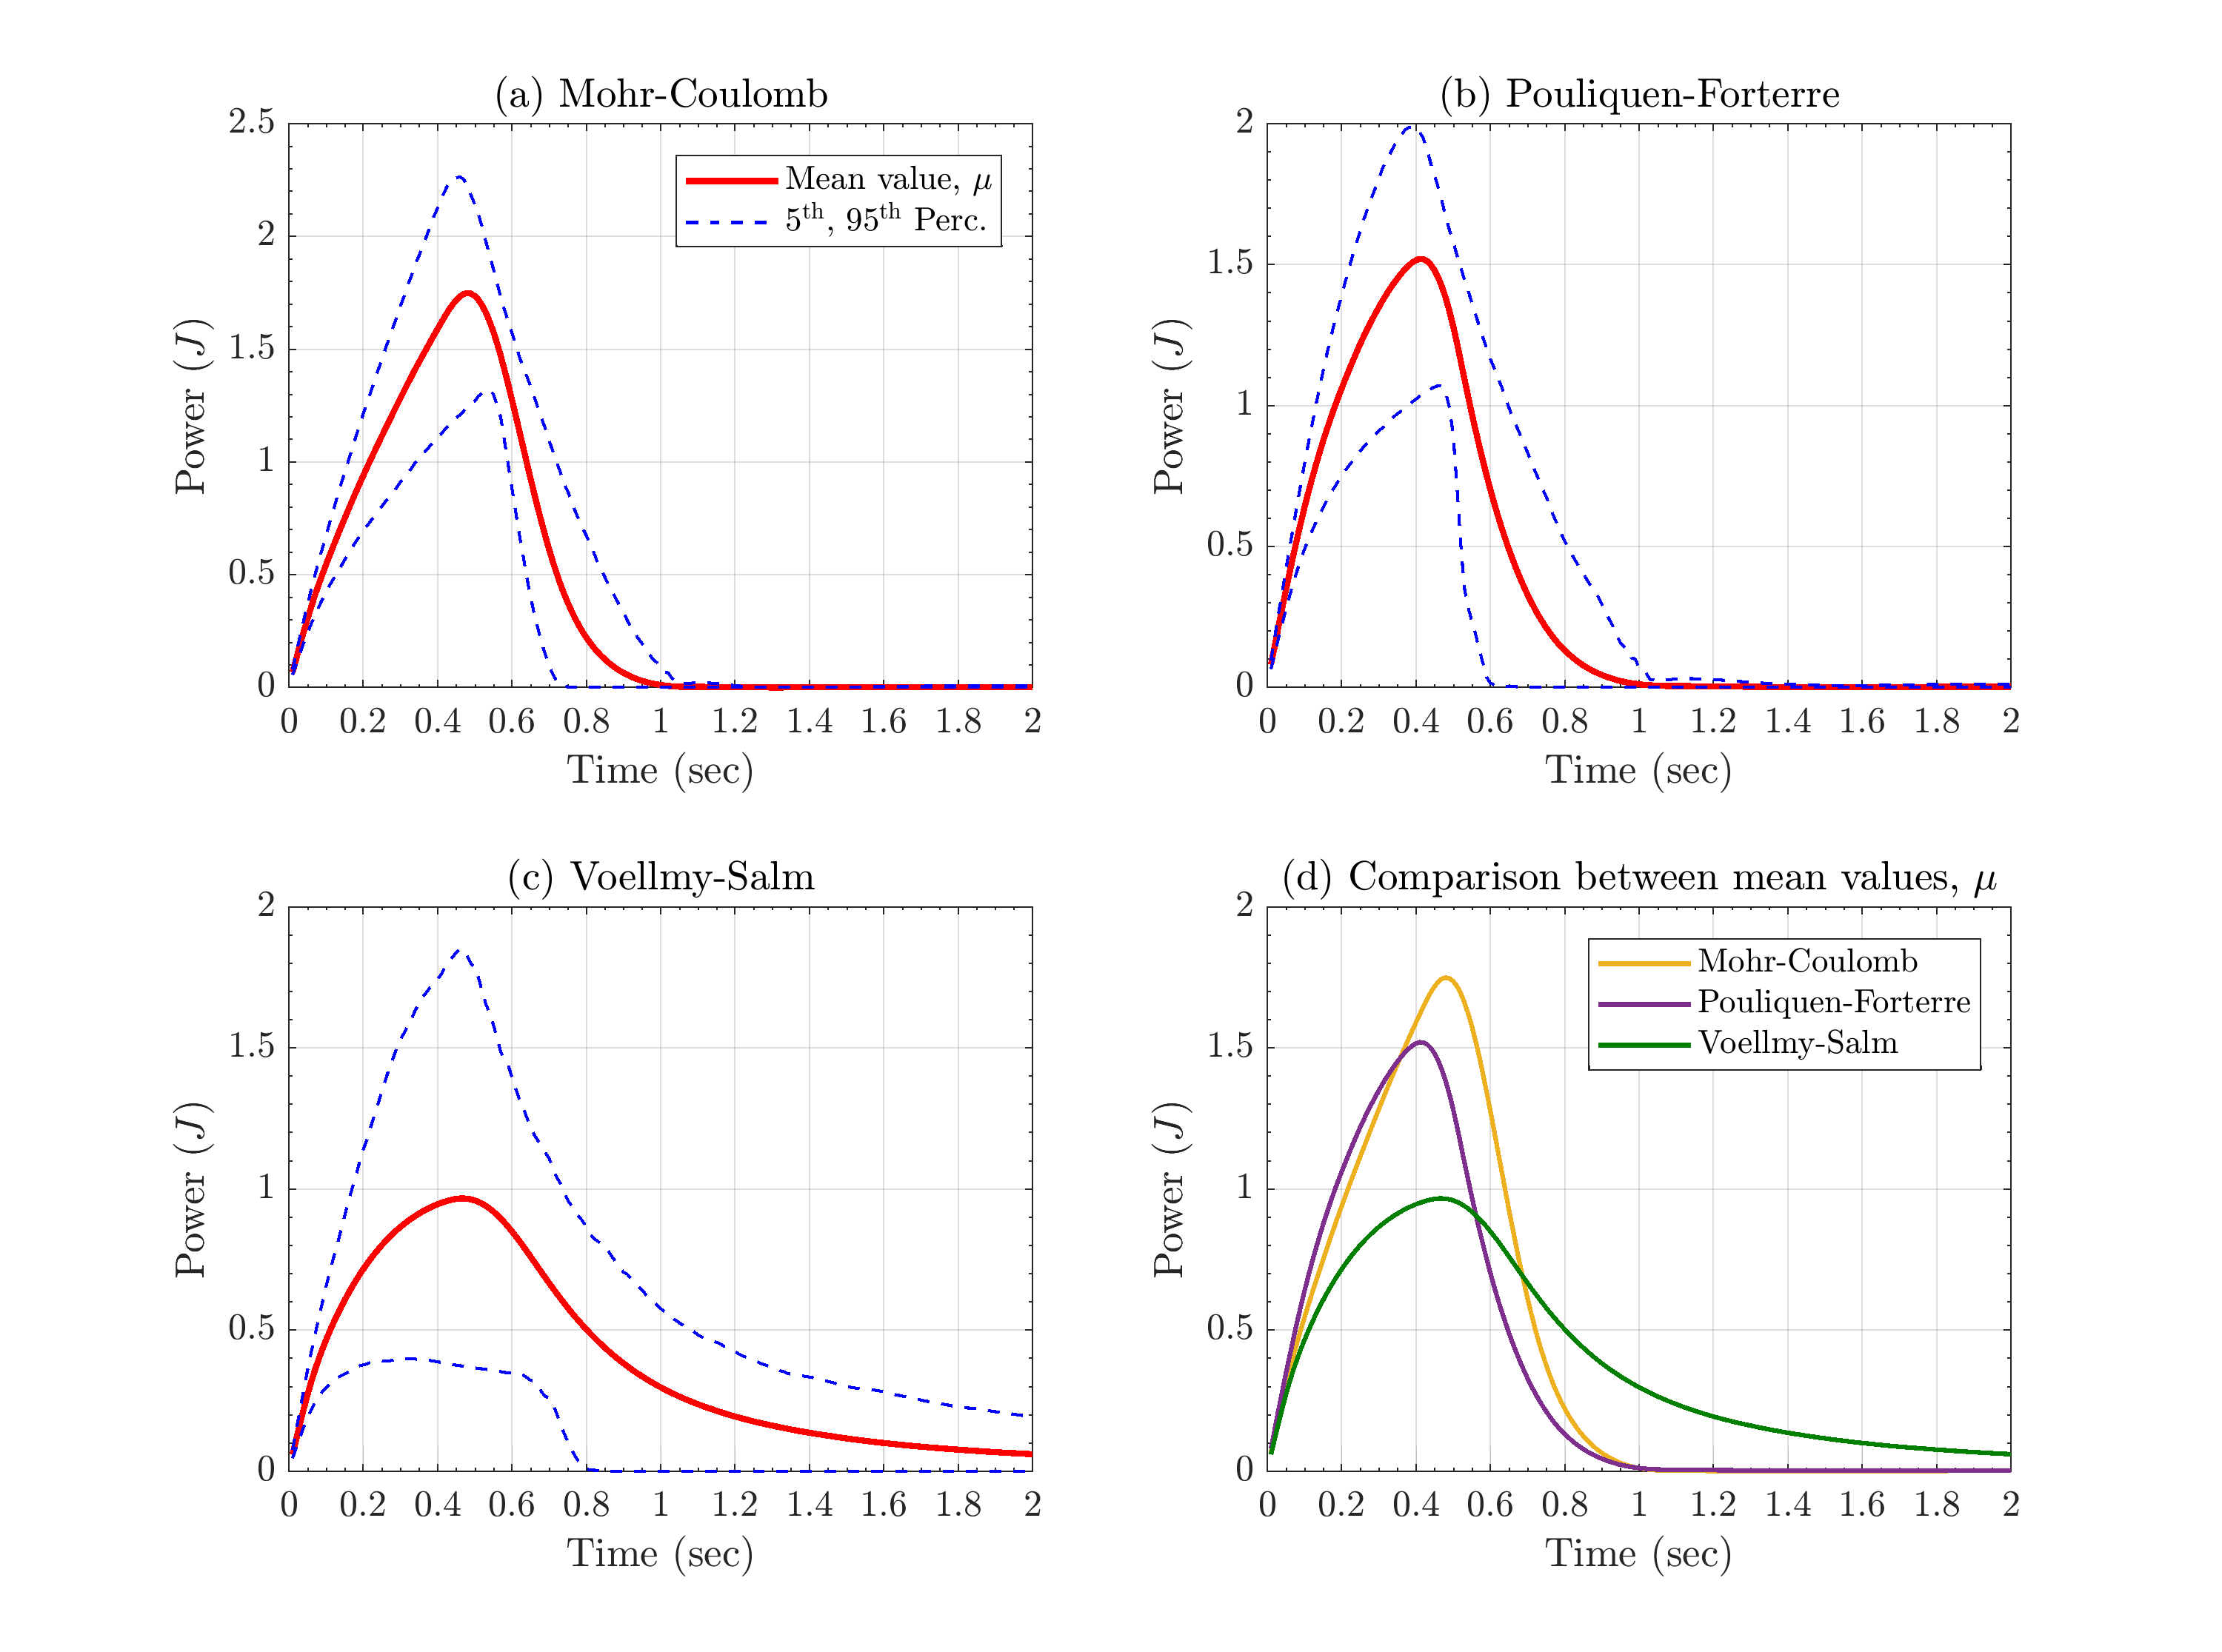 (a) Mohr-Coulomb
2.5
2
1.5
1
0.5
0
Power (J)
Mean value, μ
5th, 95th Perc.
0 0.2 0.4 0.6 0.8 1 1.2 1.4 1.6 1.8 2
Time (sec)
(b) Pouliquen-Forterre
2
1.5
1
0.5
0
Power (J)
0 0.2 0.4 0.6 0.8 1 1.2 1.4 1.6 1.8 2
Time (sec)
(c) Voellmy-Salm
2
1.5
1
0.5
0
Power (J)
0 0.2 0.4 0.6 0.8 1 1.2 1.4 1.6 1.8 2
Time (sec)
(d) Comparison between mean values, μ
2
1.5
1
0.5
0
Power (J)
Mohr-Coulomb
Pouliquen-Forterre
Voellmy-Salm
0 0.2 0.4 0.6 0.8 1 1.2 1.4 1.6 1.8 2
Time (sec)